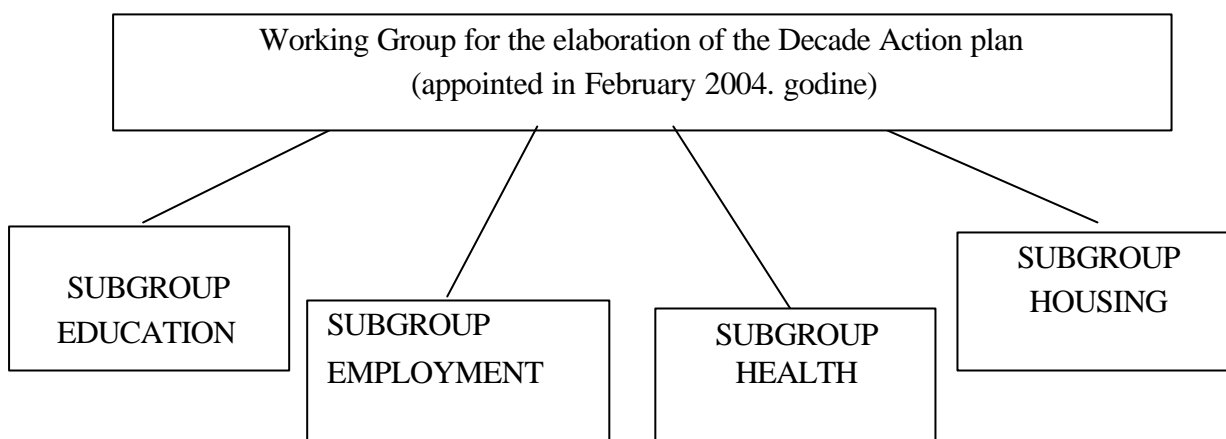 Working Group for the elaboration of the Decade Action plan
(appointed in February 2004. godine)
SUBGROUP
EDUCATION
SUBGROUP
EMPLOYMENT
SUBGROUP
HEALTH
SUBGROUP
HOUSING